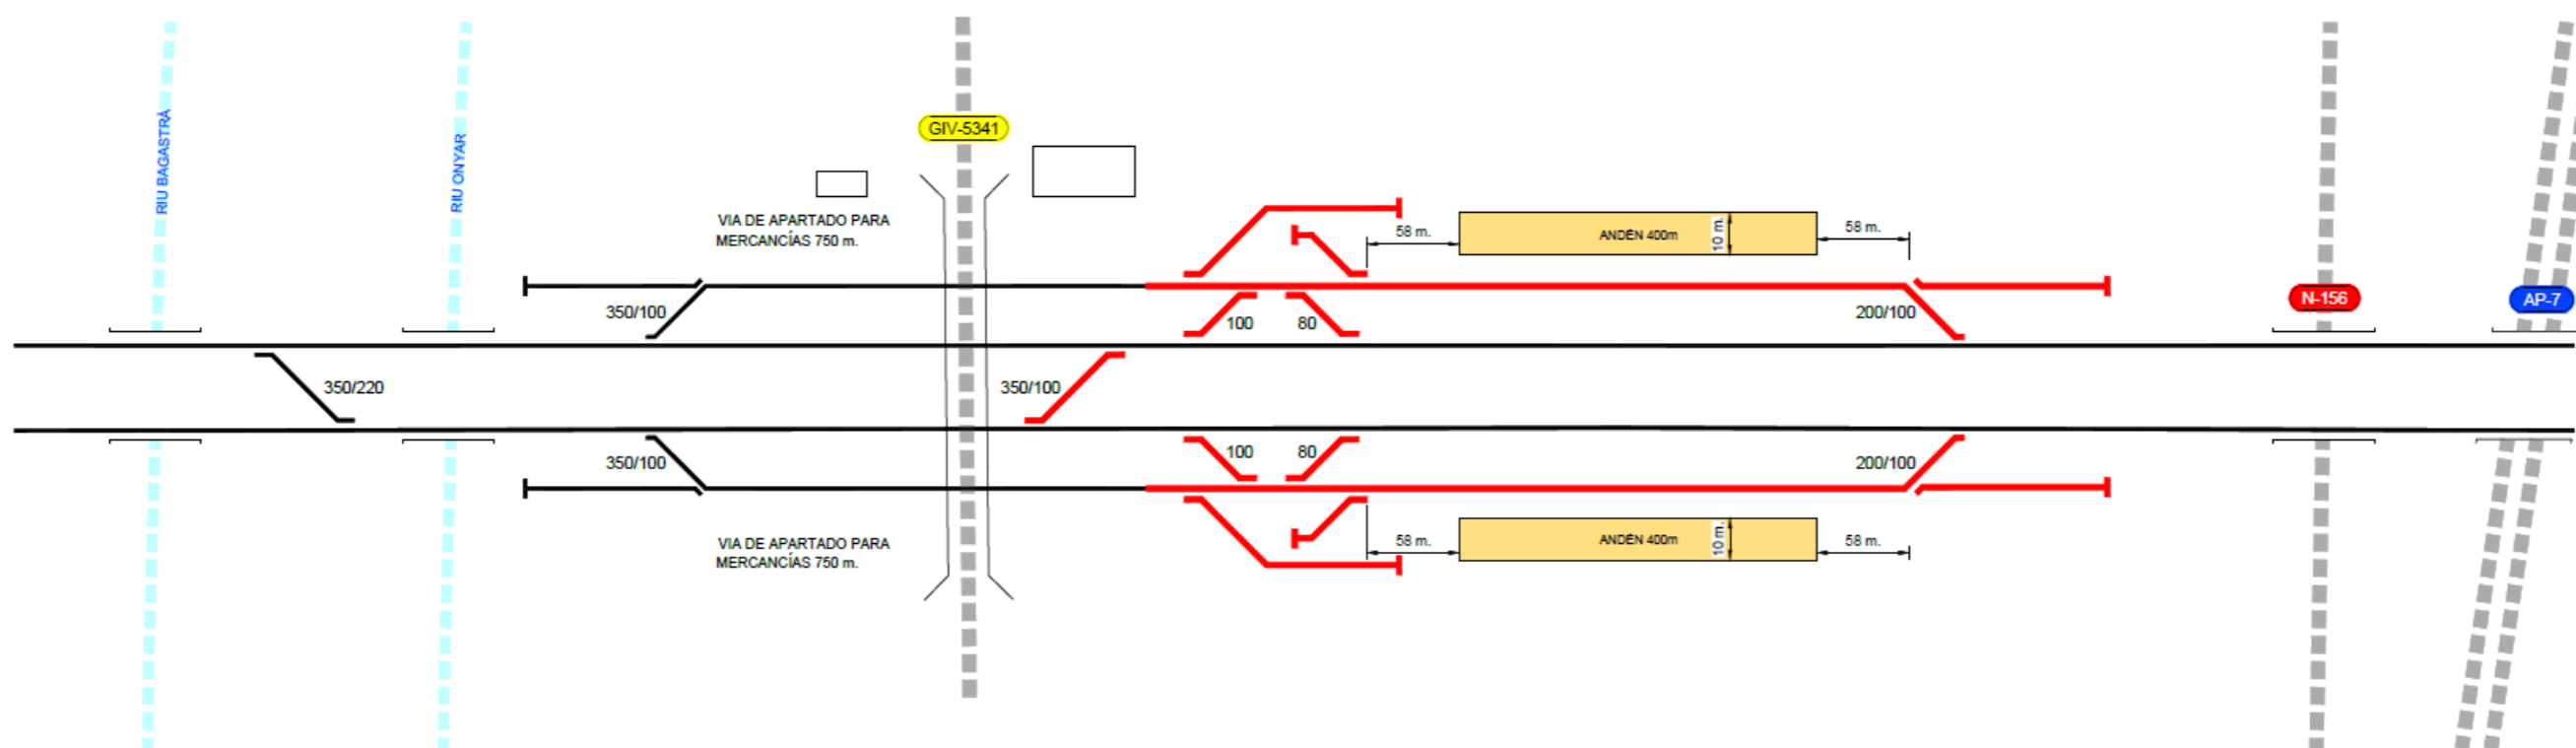 RIU BAGASTRÀ
RIU ONYAR
GIV-5341
VIA DE APARTADO PARA
MERCANCÍAS 750 m.
58 m.
ANDÉN 400m
10 m.
58 m.
350/100
100
80
200/100
N-156
AP-7
350/220
350/100
350/100
100
80
200/100
VIA DE APARTADO PARA
MERCANCÍAS 750 m.
58 m.
ANDÉN 400m
10 m.
58 m.